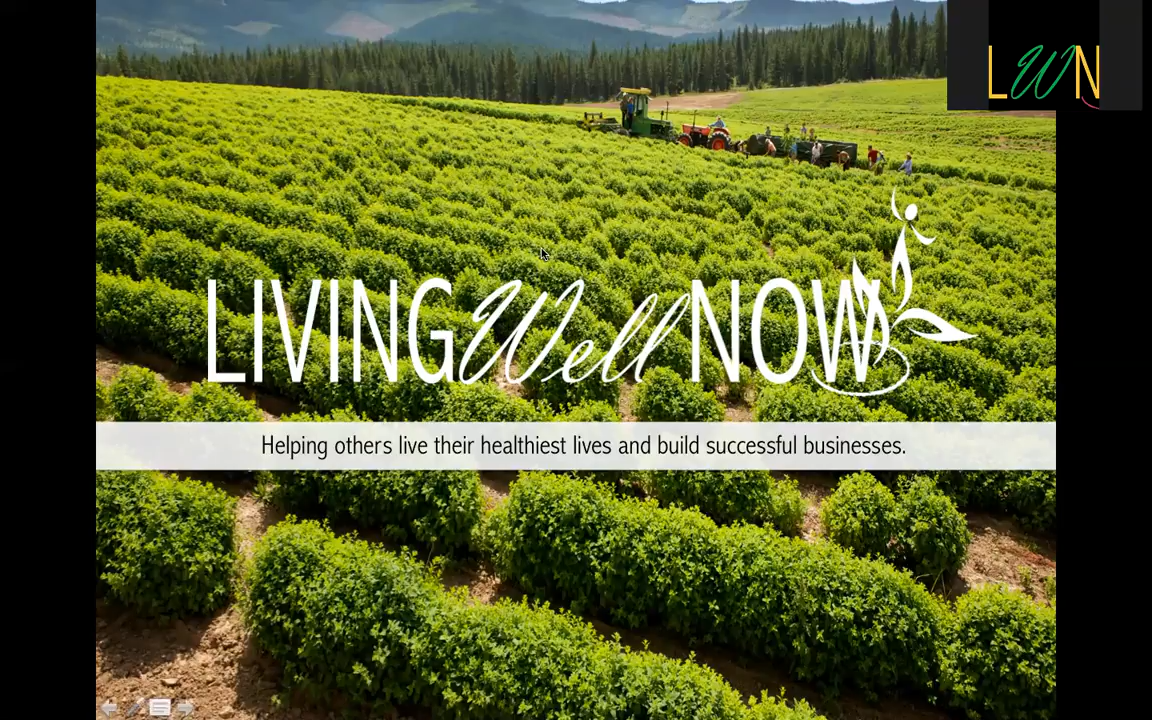 LWN
LIVING Well NOW
Helping others live their healthiest lives and build successful businesses.